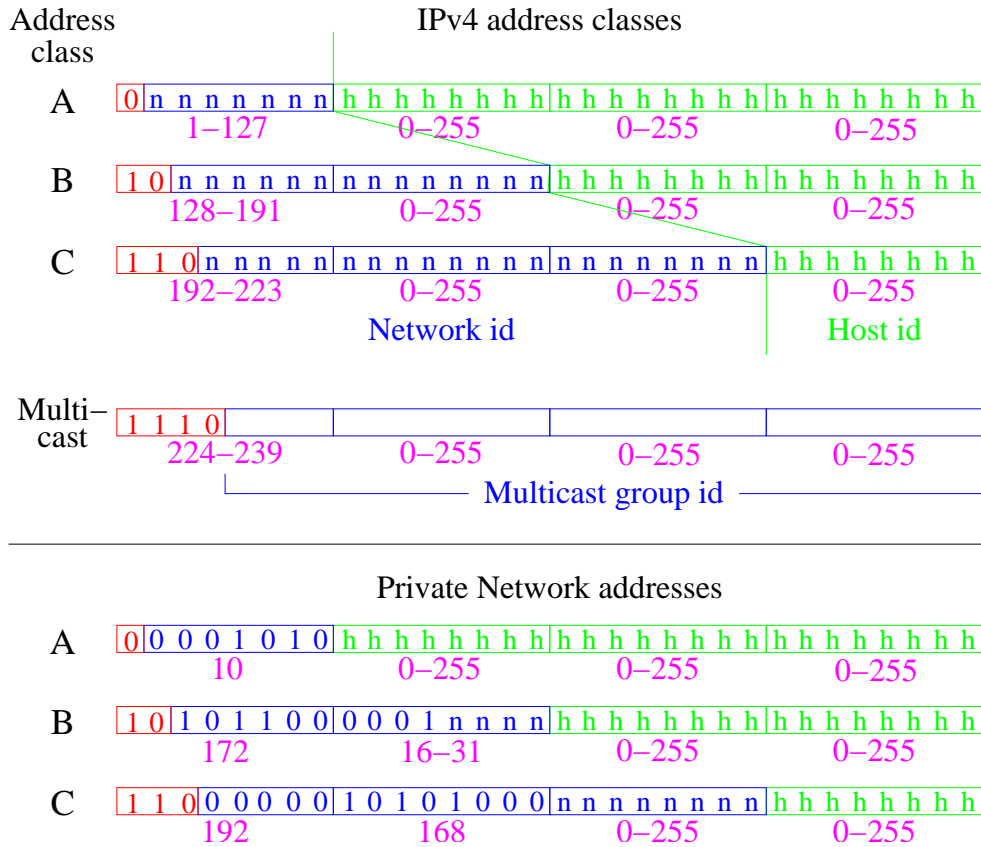 Address class
IPv4 address classes
A 0 n n n n n n n h h h h h h h h h h h h h h h h h h h h h h h h
1–127 0–255 0–255 0–255
B 1 0 n n n n n n n n n n n n n n h h h h h h h h h h h h h h h h
128–191 0–255 0–255 0–255
C 1 1 0 n n n n n n n n n n n n n n n n n n n n n h h h h h h h h
192–223 0–255 0–255 0–255
Network id Host id
Multi–
cast
1 1 1 0
224–239 0–255 0–255 0–255
Multicast group id
Private Network addresses
A 0 0 0 0 1 0 1 0 h h h h h h h h h h h h h h h h h h h h h h h h
10 0–255 0–255 0–255
B 1 0 1 0 1 1 0 0 0 0 0 1 n n n n h h h h h h h h h h h h h h h h
172 16–31 0–255 0–255
C 1 1 0 0 0 0 0 0 1 0 1 0 1 0 0 0 n n n n n n n n h h h h h h h h
192 168 0–255 0–255